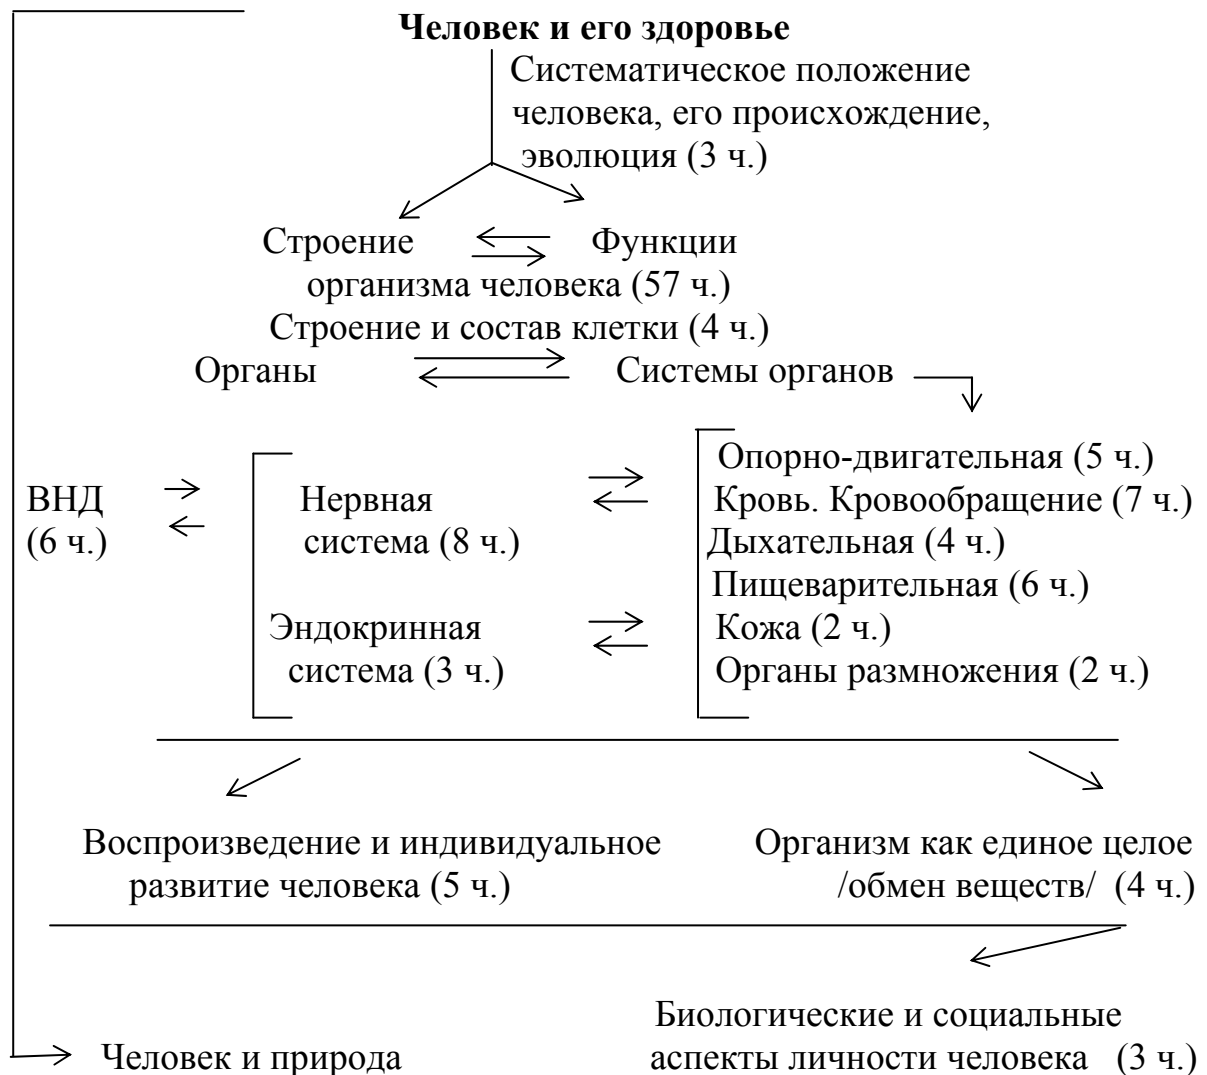 Человек и его здоровье
Систематическое положение
человека, его происхождение,
эволюция (3 ч.)
Строение Функции
организма человека (57 ч.)
Строение и состав клетки (4 ч.)
Органы Системы органов
ВНД
(6 ч.)
Нервная
система (8 ч.)
Эндокринная
система (3 ч.)
Опорно-двигательная (5 ч.)
Кровь. Кровообращение (7 ч.)
Дыхательная (4 ч.)
Пищеварительная (6 ч.)
Кожа (2 ч.)
Органы размножения (2 ч.)
Воспроизведение и индивидуальное
развитие человека (5 ч.)
Организм как единое целое
/обмен веществ/ (4 ч.)
Биологические и социальные
аспекты личности человека (3 ч.)
Человек и природа